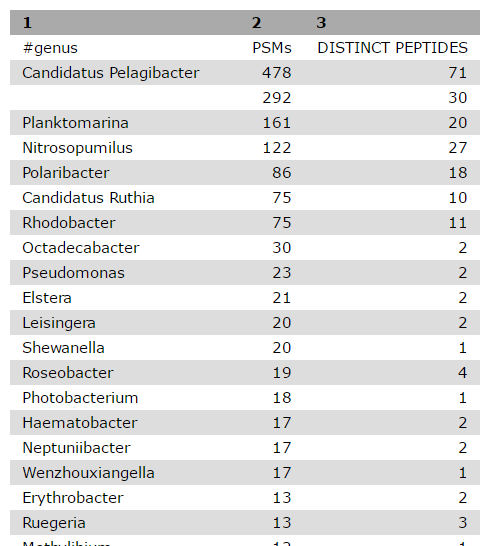 1 2 3
#genus PSMs DISTINCT PEPTIDES
Candidatus Pelagibacter 478 71
292 30
Planktomarina 161 20
Nitrosopumilus 122 27
Polaribacter 86 18
Candidatus Ruthia 75 10
Rhodobacter 75 11
Octadecabacter 30 2
Pseudomonas 23 2
Elstera 21 2
Leisingera 20 2
Shewanella 20 1
Roseobacter 19 4
Photobacterium 18 1
Haematobacter 17 2
Neptuniibacter 17 2
Wenzhouxiangella 17 1
Erythrobacter 13 2
Ruegeria 13 3